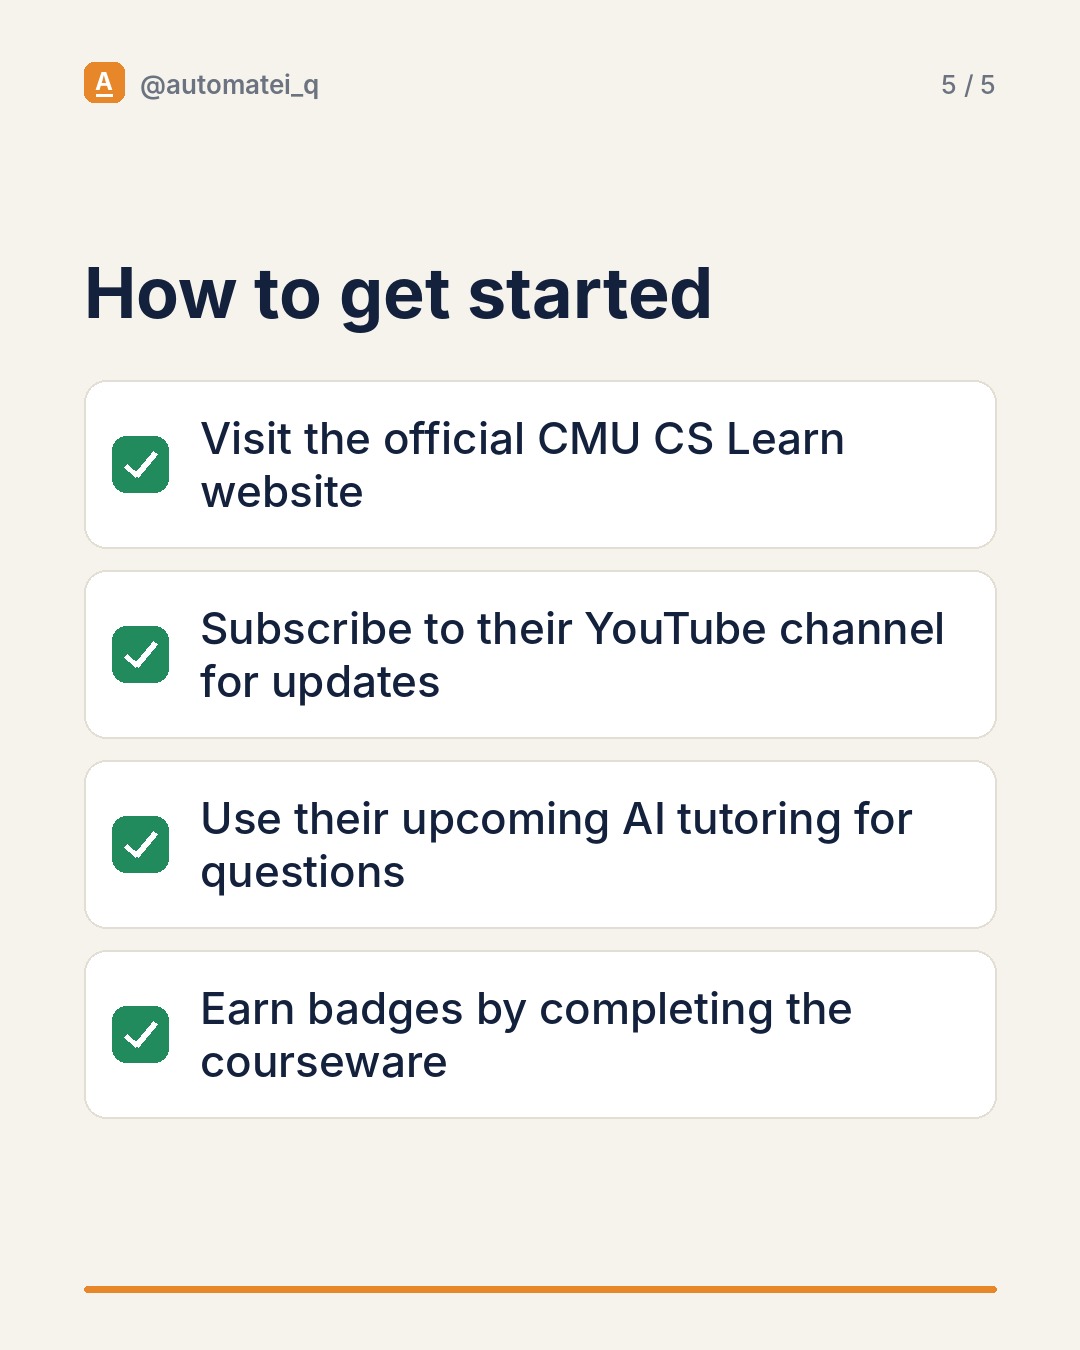 A @automatei_q
5 / 5
How to get started
Visit the official CMU CS Learn
website
Subscribe to their YouTube channel
for updates
Use their upcoming AI tutoring for
questions
Earn badges by completing the
courseware